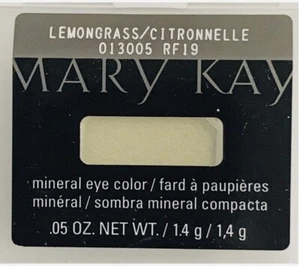 LEMONGRASS/CITRONNELLE
013005 RF19
MARY KAY
mineral eye color / fard à paupières
minéral / sombra mineral compacta
.05 OZ. NET WT. / 1.4 g / 1,4 g